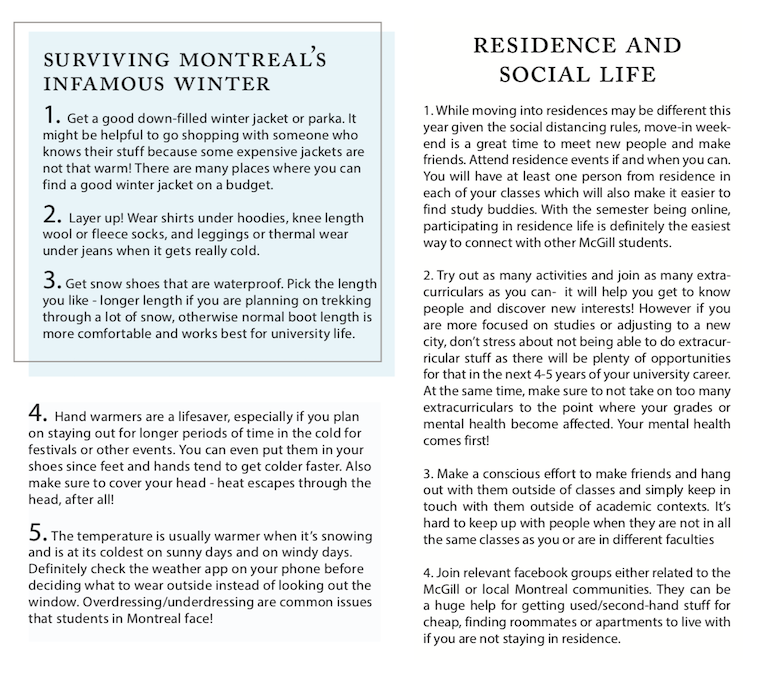 SURVIVING MONTREAL'S
INFAMOUS WINTER
1. Get a good down-filled winter jacket or parka. It
might be helpful to go shopping with someone who
knows their stuff because some expensive jackets are
not that warm! There are many places where you can
find a good winter jacket on a budget.
2. Layer up! Wear shirts under hoodies, knee length
wool or fleece socks, and leggings or thermal wear
under jeans when it gets really cold.
3. Get snow shoes that are waterproof. Pick the length
you like - longer length if you are planning on trekking
through a lot of snow, otherwise normal boot length is
more comfortable and works best for university life.
4. Hand warmers are a lifesaver, especially if you plan
on staying out for longer periods of time in the cold for
festivals or other events. You can even put them in your
shoes since feet and hands tend to get colder faster. Also
make sure to cover your head - heat escapes through the
head, after all!
5. The temperature is usually warmer when it's snowing
and is at its coldest on sunny days and on windy days.
Definitely check the weather app on your phone before
deciding what to wear outside instead of looking out the
window. Overdressing/underdressing are common issues
that students in Montreal face!
RESIDENCE AND
SOCIAL LIFE
1. While moving into residences may be different this
year given the social distancing rules, move-in week-
end is a great time to meet new people and make
friends. Attend residence events if and when you can.
You will have at least one person from residence in
each of your classes which will also make it easier to
find study buddies. With the semester being online,
participating in residence life is definitely the easiest
way to connect with other McGill students.
2. Try out as many activities and join as many extra-
curriculars as you can- it will help you get to know
people and discover new interests! However if you
are more focused on studies or adjusting to a new
city, don't stress about not being able to do extracur-
ricular stuff as there will be plenty of opportunities
for that in the next 4-5 years of your university career.
At the same time, make sure to not take on too many
extracurriculars to the point where your grades or
mental health become affected. Your mental health
comes first!
3. Make a conscious effort to make friends and hang
out with them outside of classes and simply keep in
touch with them outside of academic contexts. It's
hard to keep up with people when they are not in all
the same classes as you or are in different faculties
4. Join relevant facebook groups either related to the
McGill or local Montreal communities. They can be
a huge help for getting used/second-hand stuff for
cheap, finding roommates or apartments to live with
if you are not staying in residence.